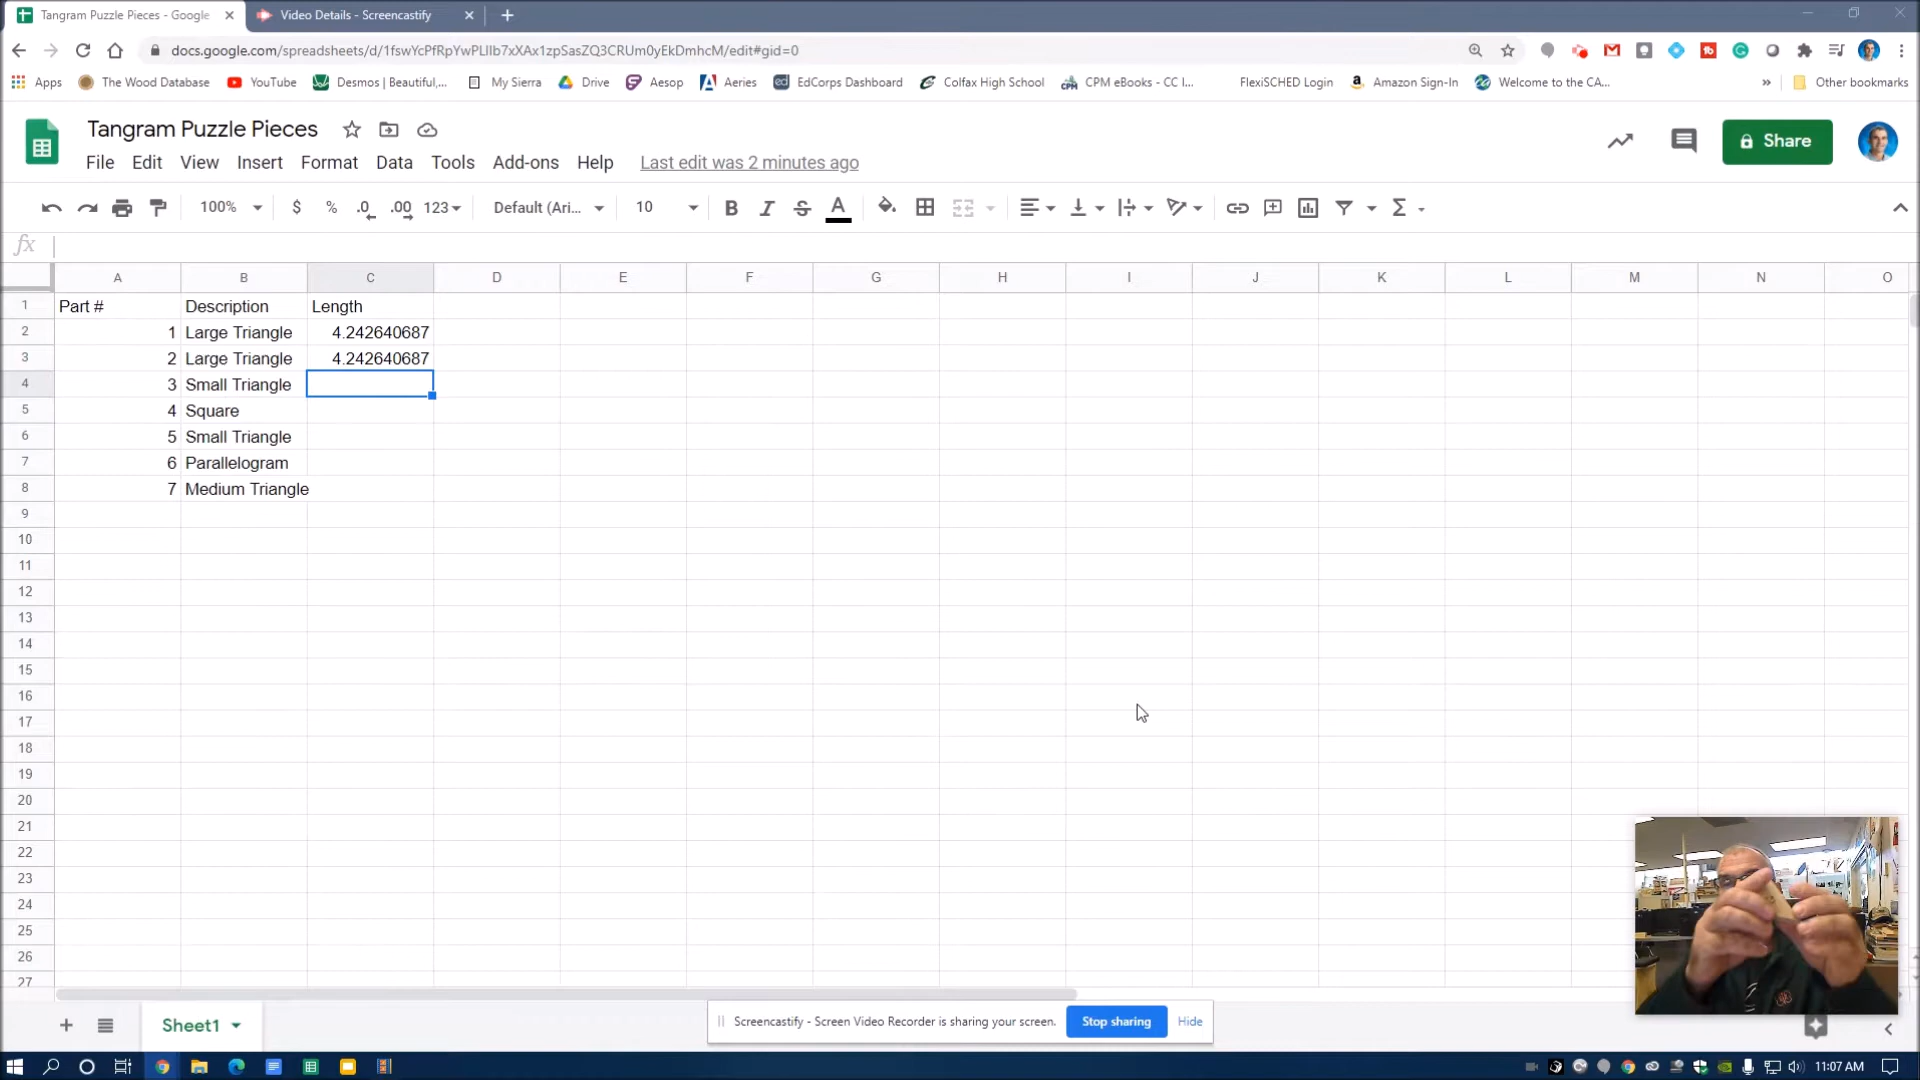 Tangram Puzzle Pieces - Google
Video Details - Screencastify
docs.google.com/spreadsheets/d/1fswYcPfRpYwPLIIb7xXAx1zpSasZQ3CRUm0yEkDmhcM/edit#gid=0
Apps The Wood Database YouTube Desmos | Beautiful,... My Sierra Drive Aesop Aeries EdCorps Dashboard Colfax High School CPM eBooks - CC I... FlexiSCHED Login Amazon Sign-In Welcome to the CA... » Other bookmarks
Tangram Puzzle Pieces
Share
File Edit View Insert Format Data Tools Add-ons Help Last edit was 2 minutes ago
100% $ % .0 .00 123 Default (Ari... 10 B I S A Σ
fx
A B C D E F G H I J K L M N O
1 Part # Description Length
2 1 Large Triangle 4.242640687
3 2 Large Triangle 4.242640687
4 3 Small Triangle
5 4 Square
6 5 Small Triangle
7 6 Parallelogram
8 7 Medium Triangle
9
10
11
12
13
14
15
16
17
18
19
20
21
22
23
24
25
26
27
Sheet1
Screencastify - Screen Video Recorder is sharing your screen. Stop sharing Hide
11:07 AM